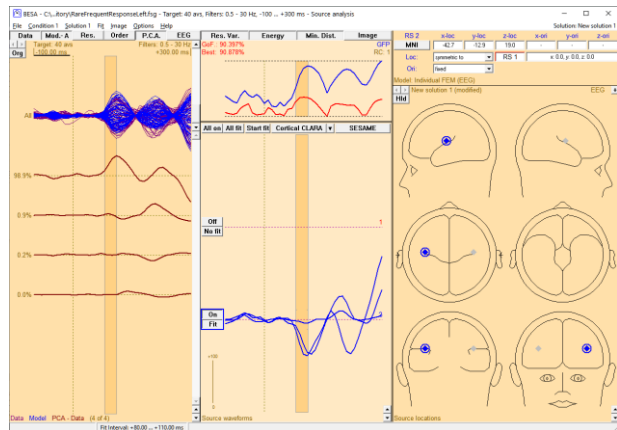 BESA - C:\...itory\RareFrequentResponseLeft.fsg - Target: 40 avs, Filters: 0.5 - 30 Hz, -100 ... +300 ms - Source analysis
File Condition 1 Solution 1 Fit Image Options Help
Solution: New solution 1
Data Mod.- A Res. Order P.C.A. EEG
Org
Target: 40 avs
-100.00 ms
Filters: 0.5 - 30 Hz
+300.00 ms
All
98.9%
0.9%
0.2%
0.0%
Data Model PCA - Data (4 of 4)
Fit Interval: +80.00 ... +110.00 ms
Res. Var. Energy Min. Dist. Image
GFP
RC: 1
All on All fit Start fit Cortical CLARA SESAME
Off
No fit
1
On
Fit
+100
0
Source waveforms
RS 2 x-loc y-loc z-loc x-ori y-ori z-ori
MNI -42.7 -12.9 19.0 - - -
Loc.: symmetric to RS 1 x: 0.0, y: 0.0, z: 0.0
Ori.: fixed
Model: Individual FEM (EEG)
New solution 1 (modified)
EEG
Hld
Source locations